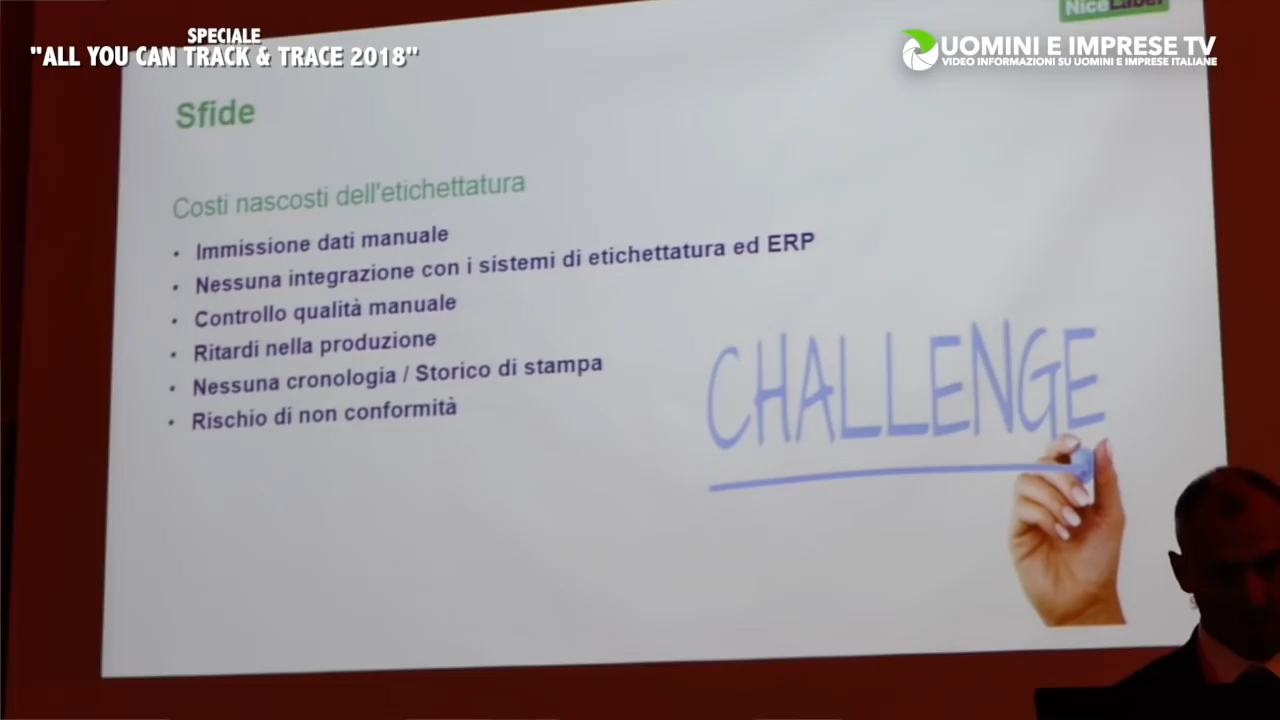 SPECIALE
"ALL YOU CAN TRACK & TRACE 2018"
UOMINI E IMPRESE TV
VIDEO INFORMAZIONI SU UOMINI E IMPRESE ITALIANE
NiceLabel
Sfide
Costi nascosti dell'etichettatura
• Immissione dati manuale
• Nessuna integrazione con i sistemi di etichettatura ed ERP
• Controllo qualità manuale
• Ritardi nella produzione
• Nessuna cronologia / Storico di stampa
• Rischio di non conformità
CHALLENGE